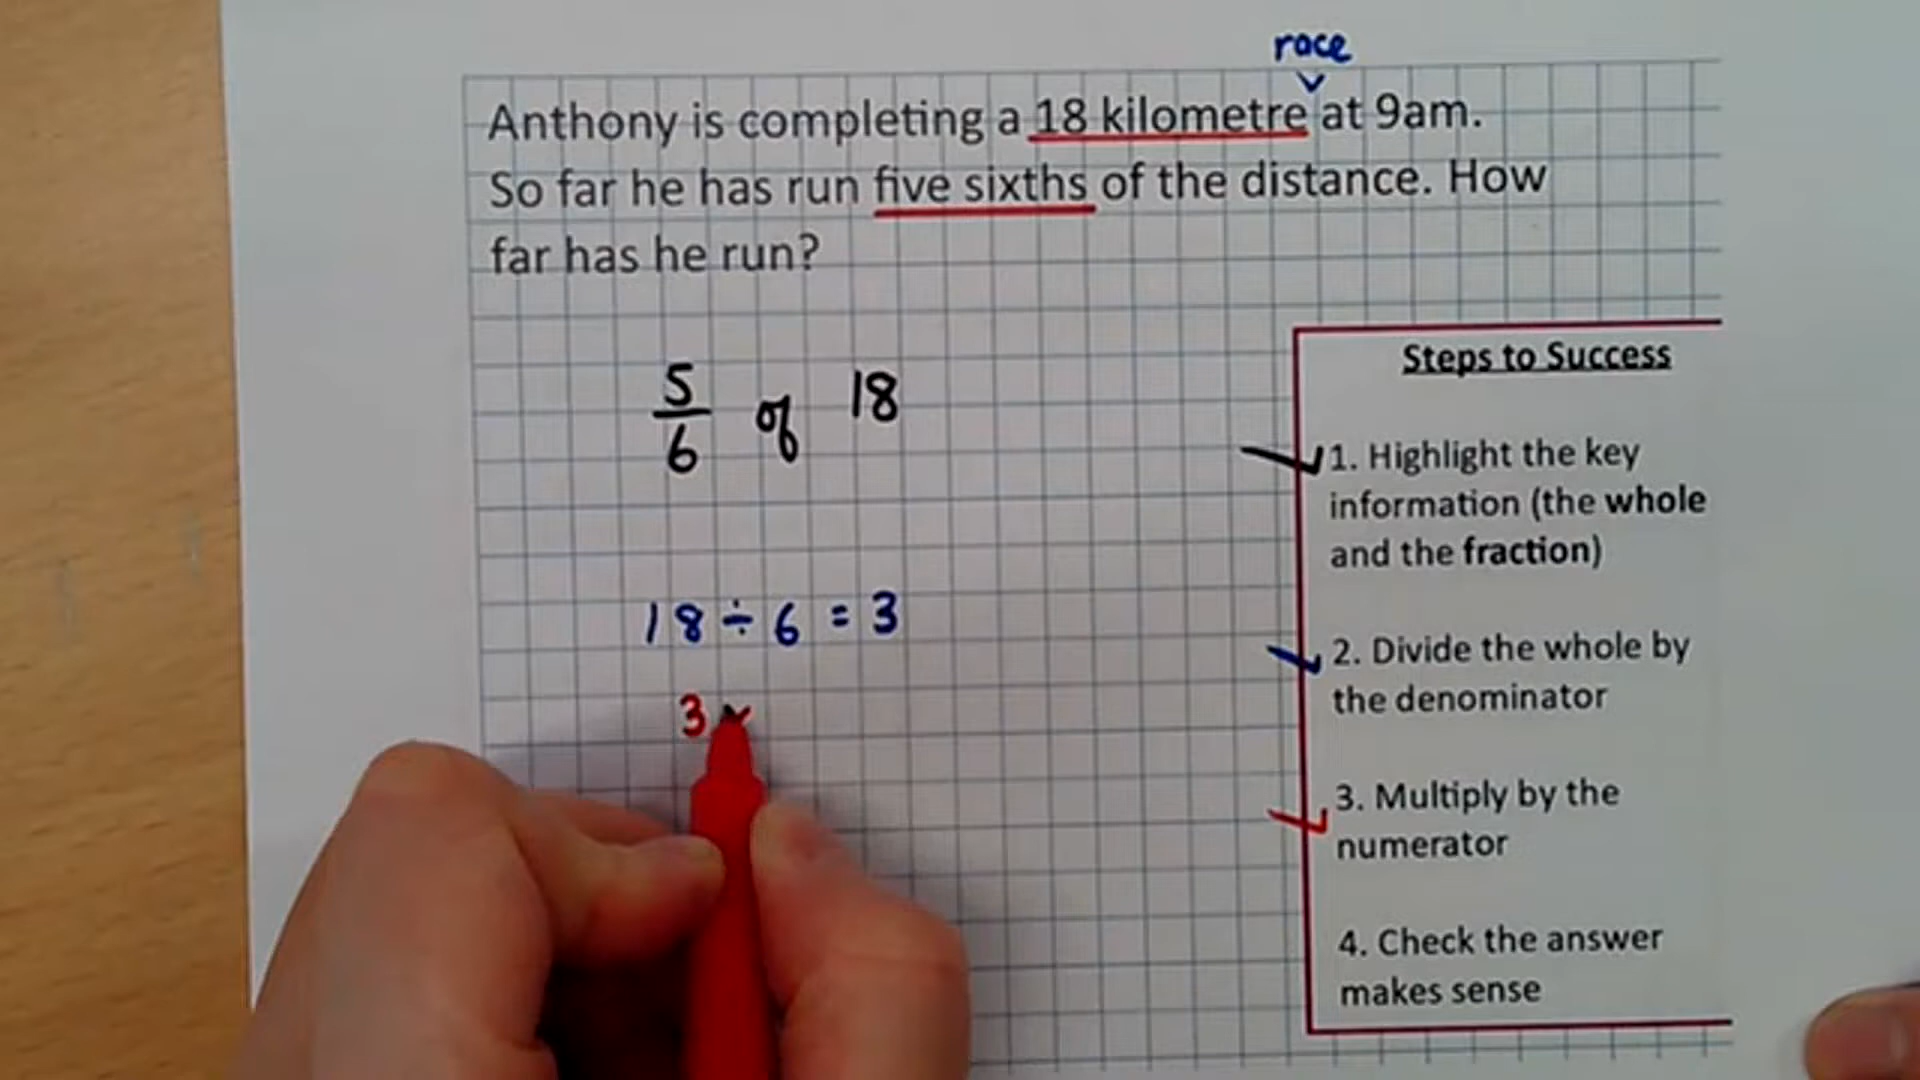 race
Anthony is completing a 18 kilometre at 9am.
So far he has run five sixths of the distance. How
far has he run?
5
6
of 18
18 ÷ 6 = 3
3 ×
Steps to Success
1. Highlight the key
information (the whole
and the fraction)
2. Divide the whole by
the denominator
3. Multiply by the
numerator
4. Check the answer
makes sense